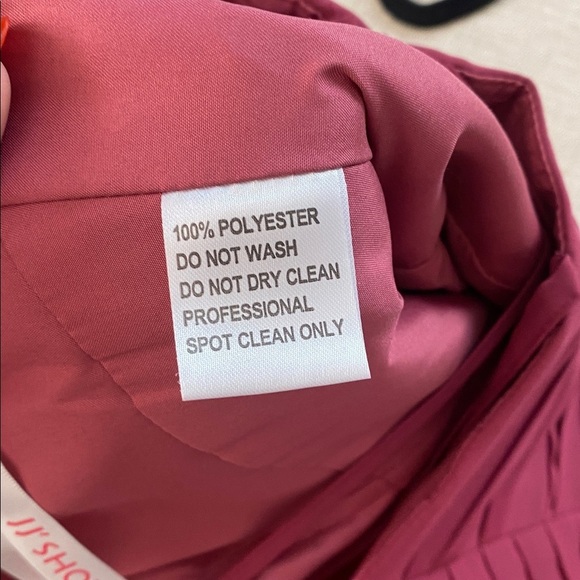 100% POLYESTER
DO NOT WASH
DO NOT DRY CLEAN
PROFESSIONAL
SPOT CLEAN ONLY
JJ'SHO